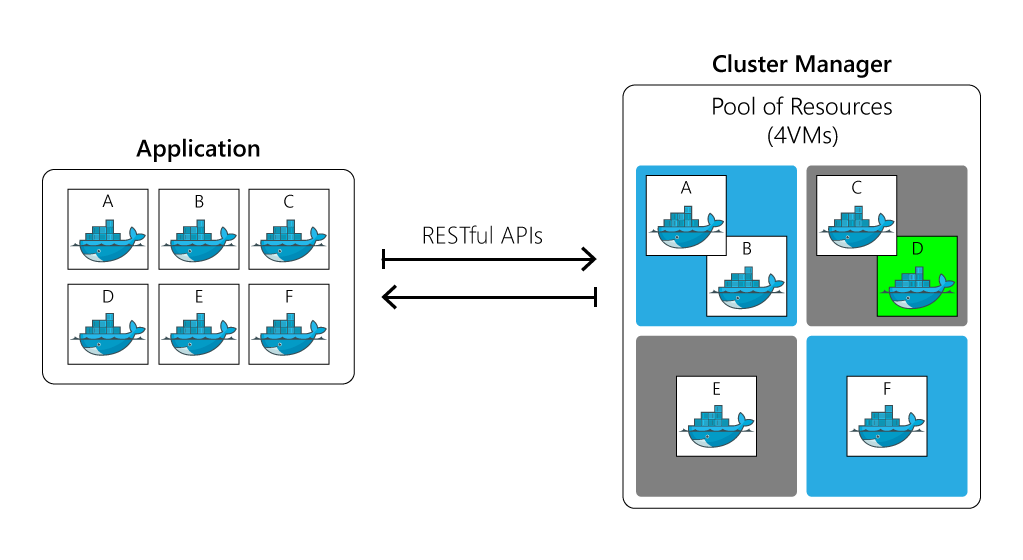 Application
A
B
C
D
E
F
RESTful APIs
Cluster Manager
Pool of Resources
(4VMs)
A
B
C
D
E
F